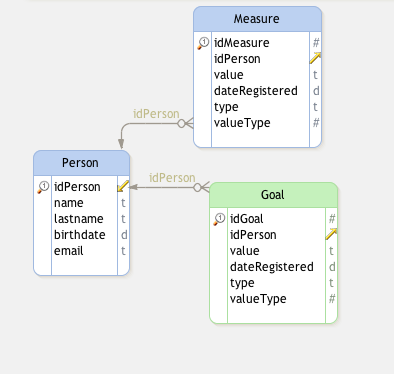 Measure
idMeasure #
idPerson
value t
dateRegistered d
type t
valueType #
idPerson
Person
idPerson
name t
lastname t
birthdate d
email t
idPerson
Goal
idGoal #
idPerson
value t
dateRegistered d
type t
valueType #